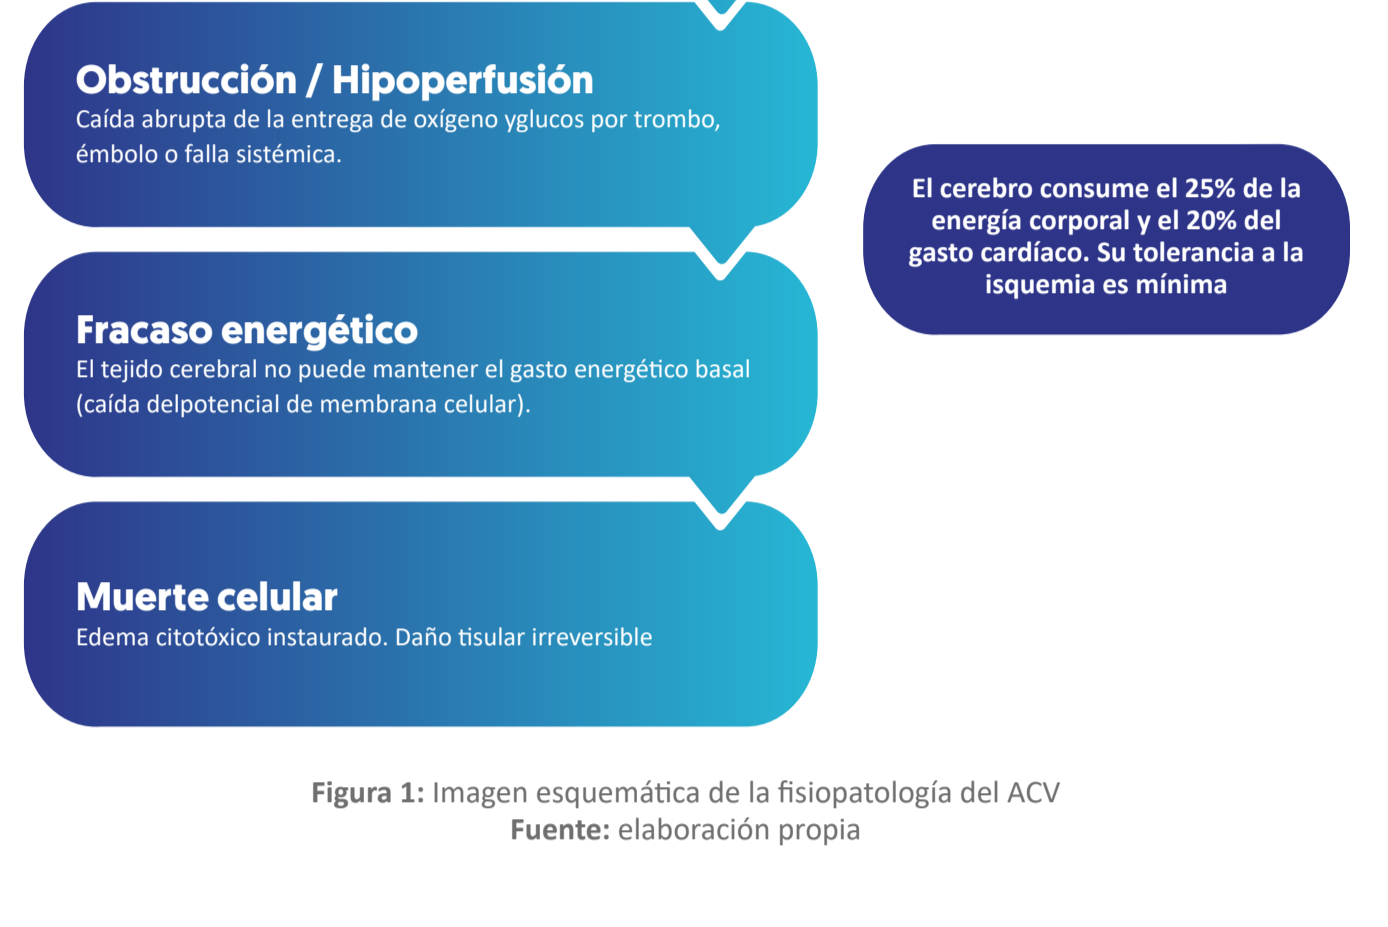 Obstrucción / Hipoperfusión
Caída abrupta de la entrega de oxígeno yglucos por trombo,
émbolo o falla sistémica.
El cerebro consume el 25% de la
energía corporal y el 20% del
gasto cardíaco. Su tolerancia a la
isquemia es mínima
Fracaso energético
El tejido cerebral no puede mantener el gasto energético basal
(caída delpotencial de membrana celular).
Muerte celular
Edema citotóxico instaurado. Daño tisular irreversible
Figura 1: Imagen esquemática de la fisiopatología del ACV
Fuente: elaboración propia